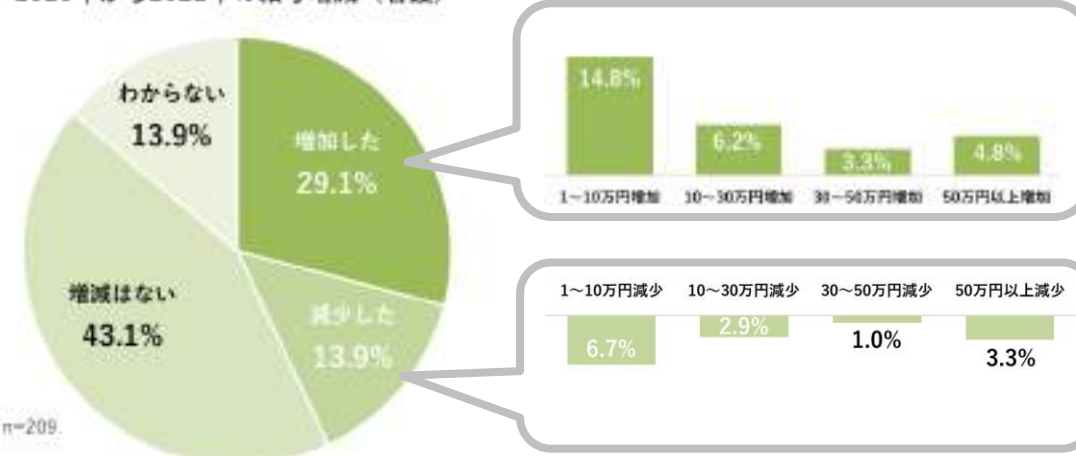 わからない
13.9%
増加した
29.1%
増減はない
43.1%
減少した
13.9%
n=209.
14.8%
6.2%
3.3%
4.8%
1～10万円増加
10～30万円増加
30～50万円増加
50万円以上増加
1～10万円減少
10～30万円減少
30～50万円減少
50万円以上減少
6.7%
2.9%
1.0%
3.3%